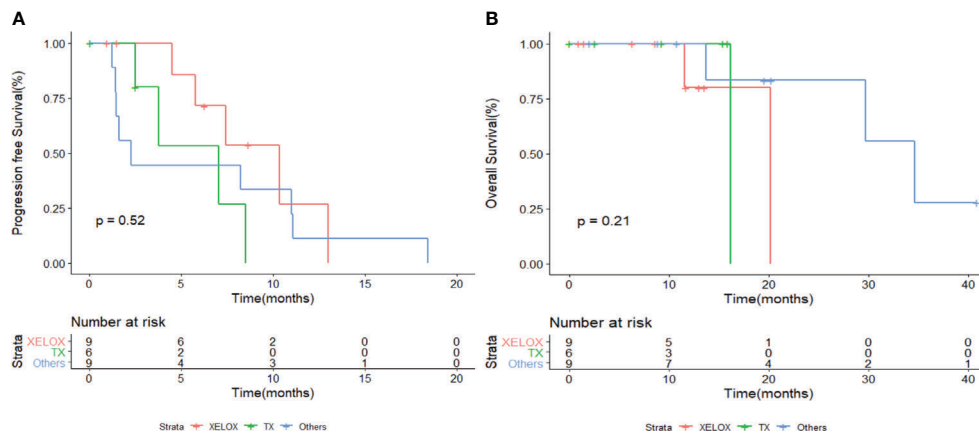 A
Progression free Survival(%)
1.00
0.75
0.50
0.25
0.00
p = 0.52
0 5 10 15 20
Time(months)
Number at risk
Strata
XELOX 9 6 2 0 0
TX 6 2 0 0 0
Others 9 4 3 1 0
0 5 10 15 20
Time(months)
Strata XELOX TX Others
B
Overall Survival(%)
1.00
0.75
0.50
0.25
0.00
p = 0.21
0 10 20 30 40
Time(months)
Number at risk
Strata
XELOX 9 5 1 0 0
TX 6 3 0 0 0
Others 9 7 4 2 1
0 10 20 30 40
Time(months)
Strata XELOX TX Others